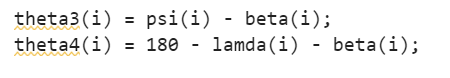 theta3(i) = psi(i) - beta(i);
theta4(i) = 180 - lamda(i) - beta(i);